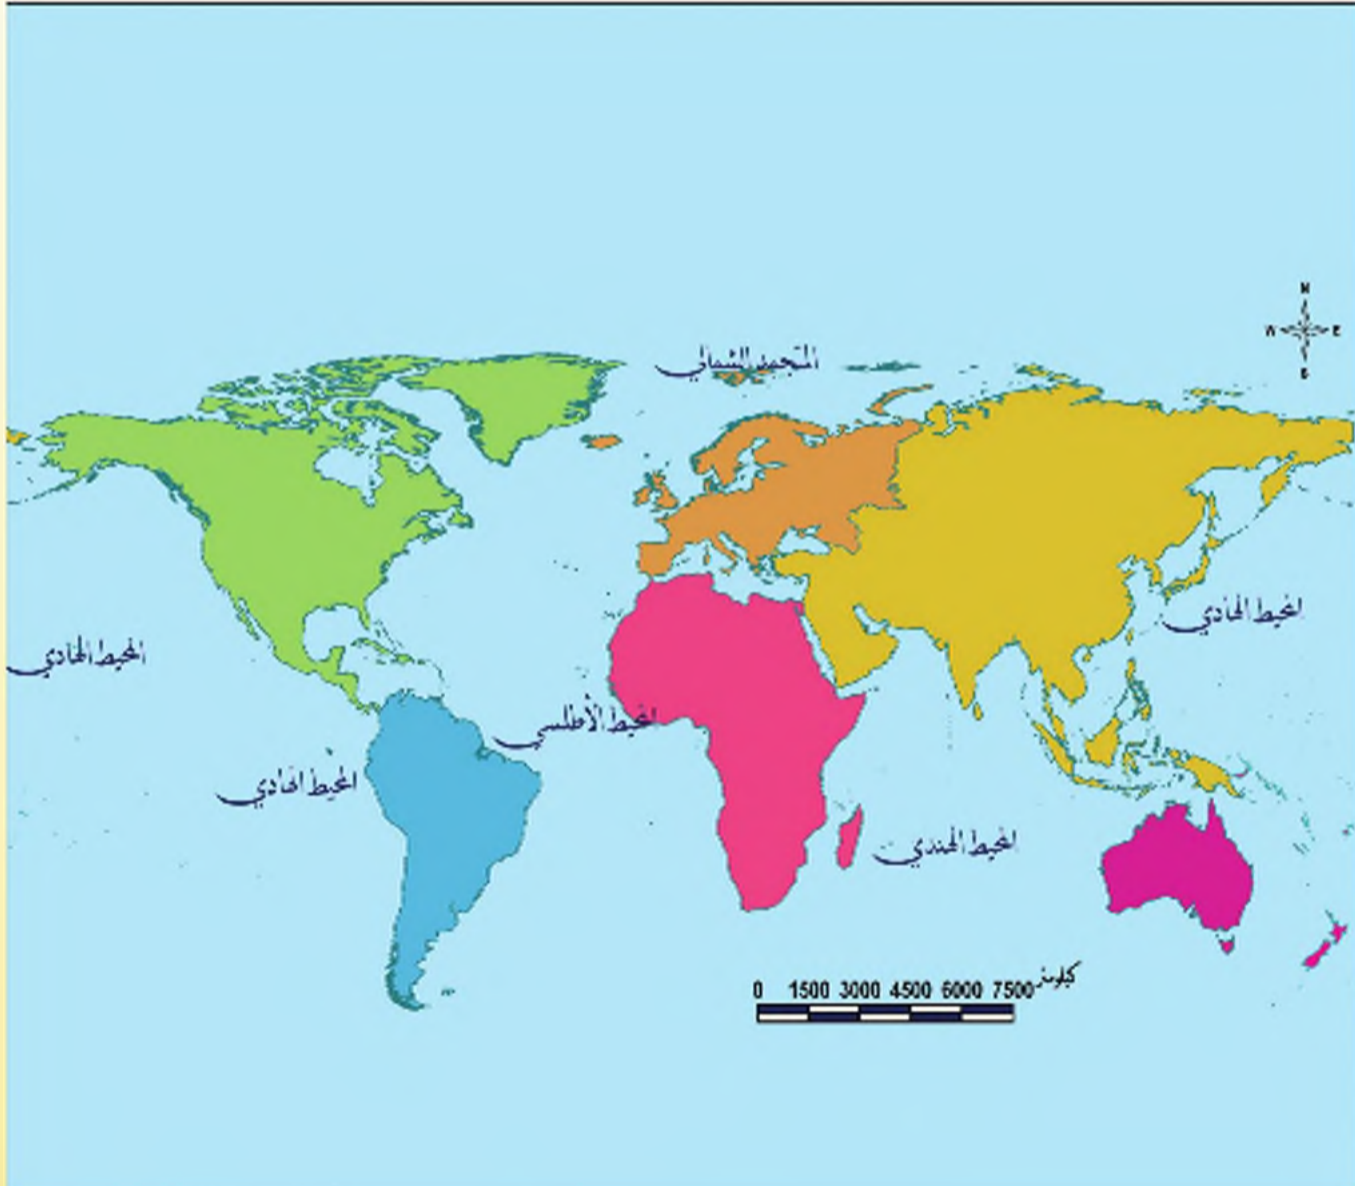 N
W E
S
المتجمد الشمالي
المحيط الهادي
المحيط الهادي
المحيط الأطلسي
المحيط الهادي
المحيط الهندي
كيلومتر
0 1500 3000 4500 6000 7500